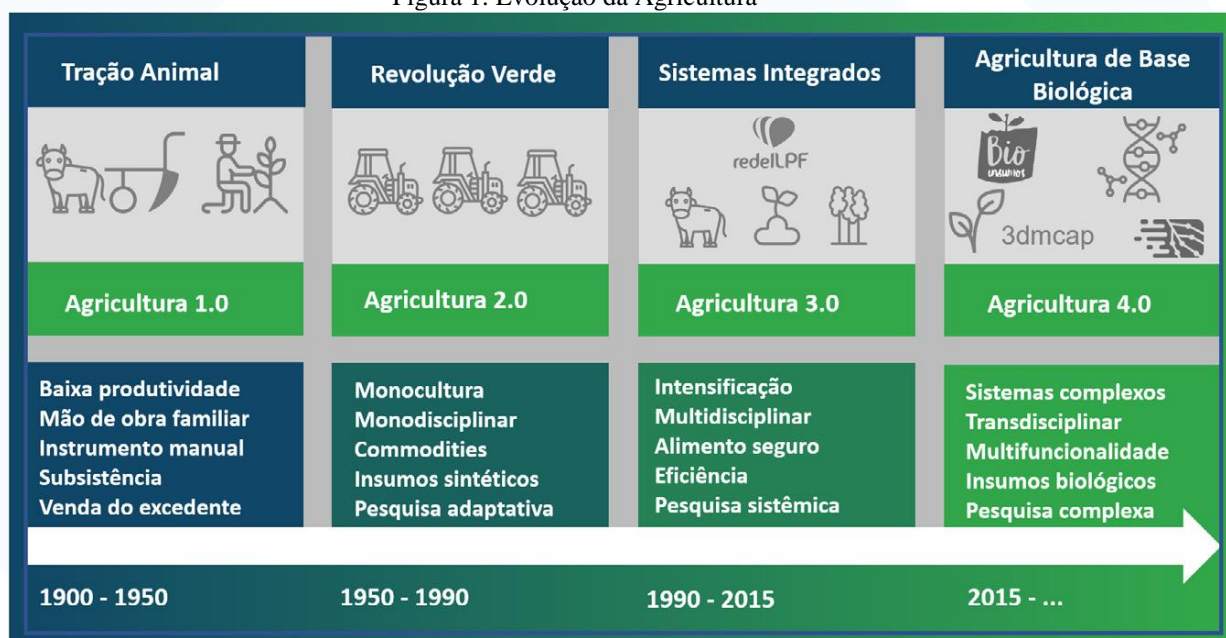 Figura 1. Evolução da Agricultura
Tração Animal
Revolução Verde
Sistemas Integrados
Agricultura de Base
Biológica
redeILPF
Bio
insumos
3dmcap
Agricultura 1.0
Agricultura 2.0
Agricultura 3.0
Agricultura 4.0
Baixa produtividade
Mão de obra familiar
Instrumento manual
Subsistência
Venda do excedente
Monocultura
Monodisciplinar
Commodities
Insumos sintéticos
Pesquisa adaptativa
Intensificação
Multidisciplinar
Alimento seguro
Eficiência
Pesquisa sistêmica
Sistemas complexos
Transdisciplinar
Multifuncionalidade
Insumos biológicos
Pesquisa complexa
1900 - 1950
1950 - 1990
1990 - 2015
2015 - ...